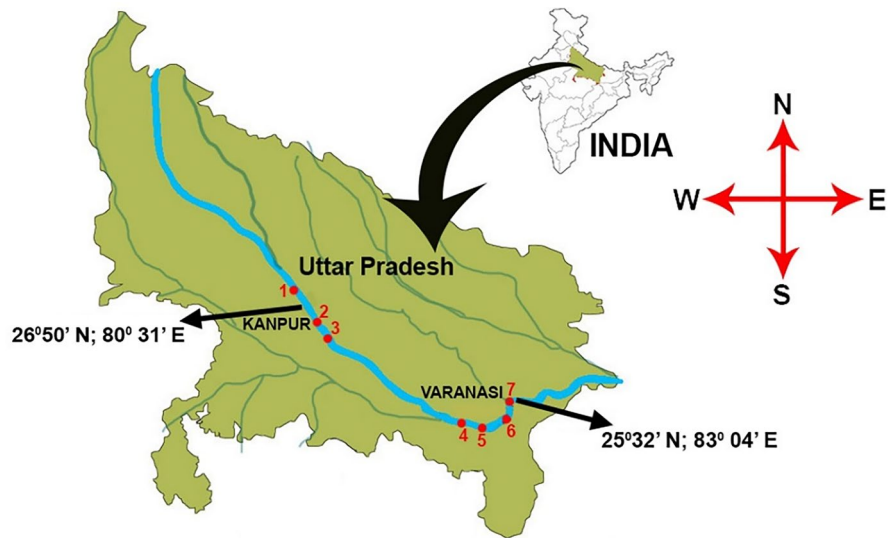 INDIA
N
W
E
S
Uttar Pradesh
1
2
KANPUR
3
26⁰50’ N; 80⁰ 31’ E
VARANASI
7
4
5
6
25⁰32’ N; 83⁰ 04’ E